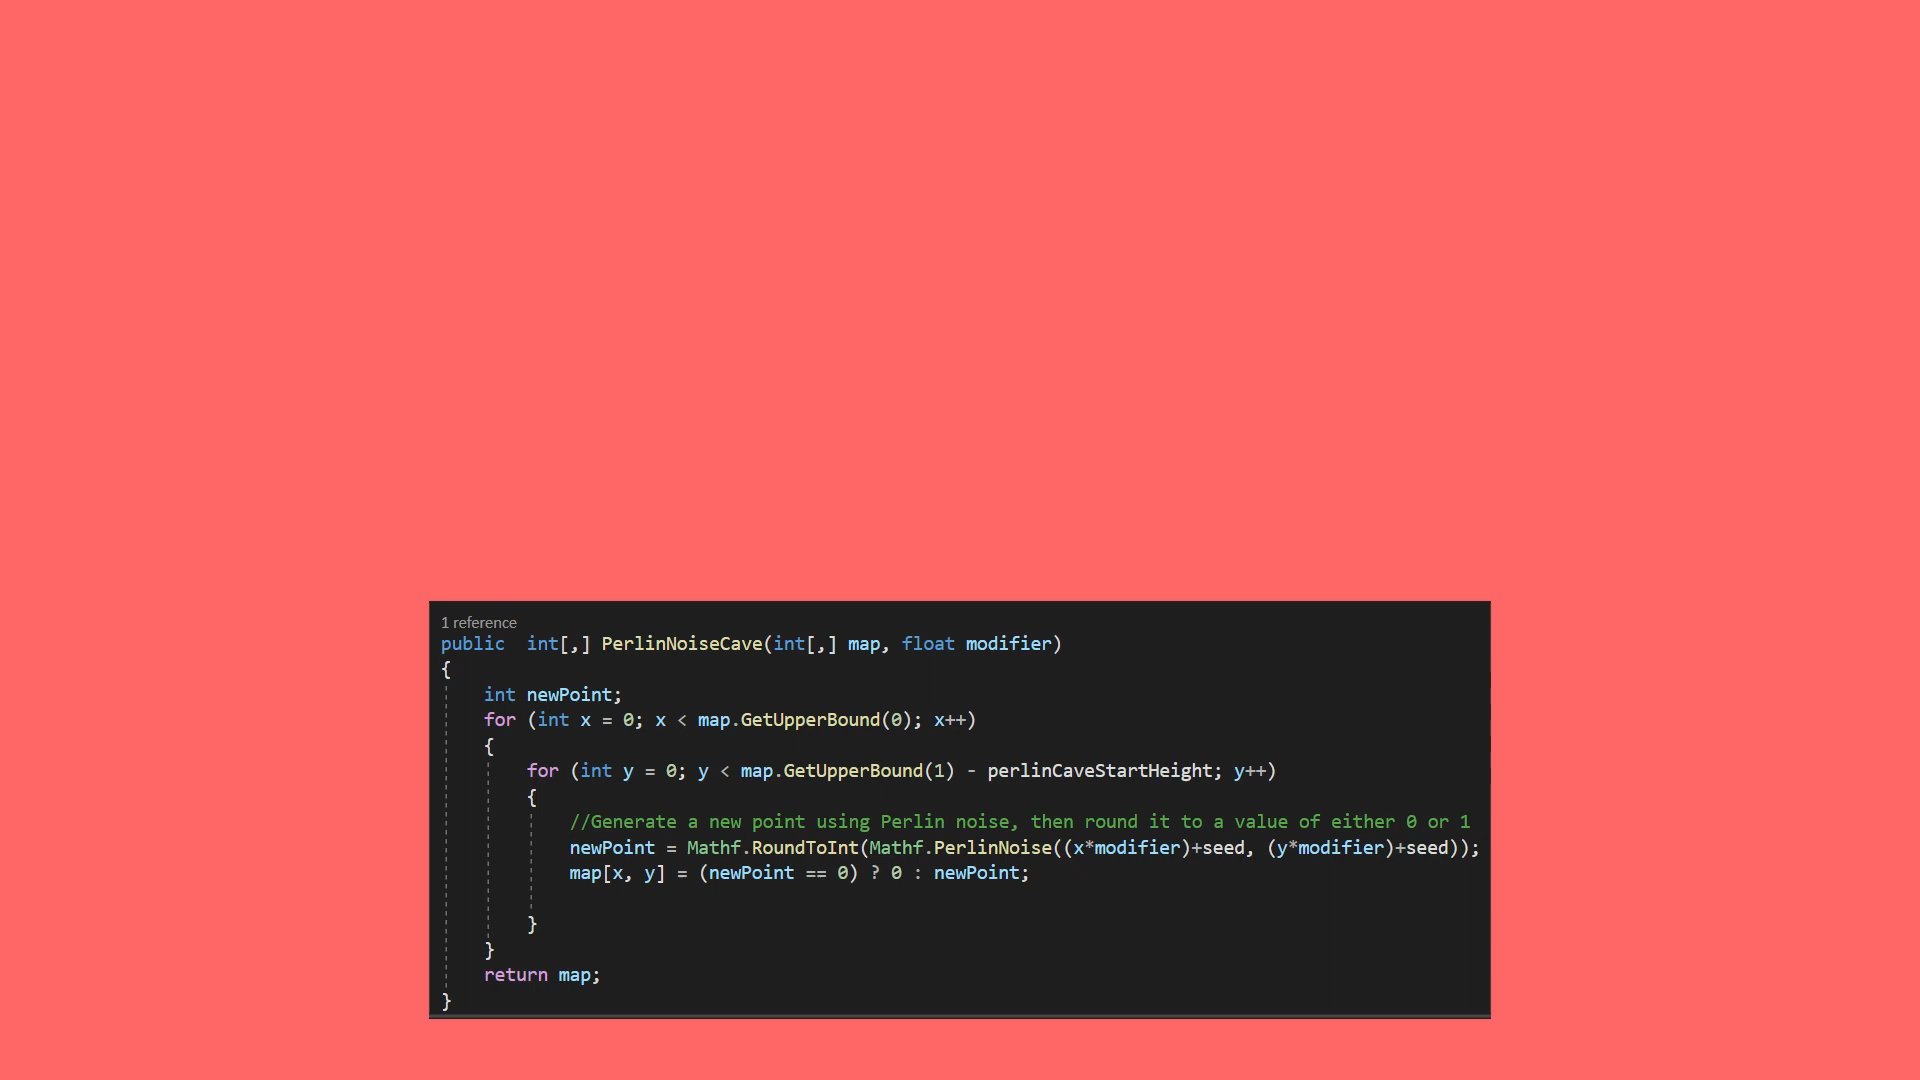 1 reference
public  int[,] PerlinNoiseCave(int[,] map, float modifier)
{
    int newPoint;
    for (int x = 0; x < map.GetUpperBound(0); x++)
    {
        for (int y = 0; y < map.GetUpperBound(1) - perlinCaveStartHeight; y++)
        {
            //Generate a new point using Perlin noise, then round it to a value of either 0 or 1
            newPoint = Mathf.RoundToInt(Mathf.PerlinNoise((x*modifier)+seed, (y*modifier)+seed));
            map[x, y] = (newPoint == 0) ? 0 : newPoint;
        }
    }
    return map;
}